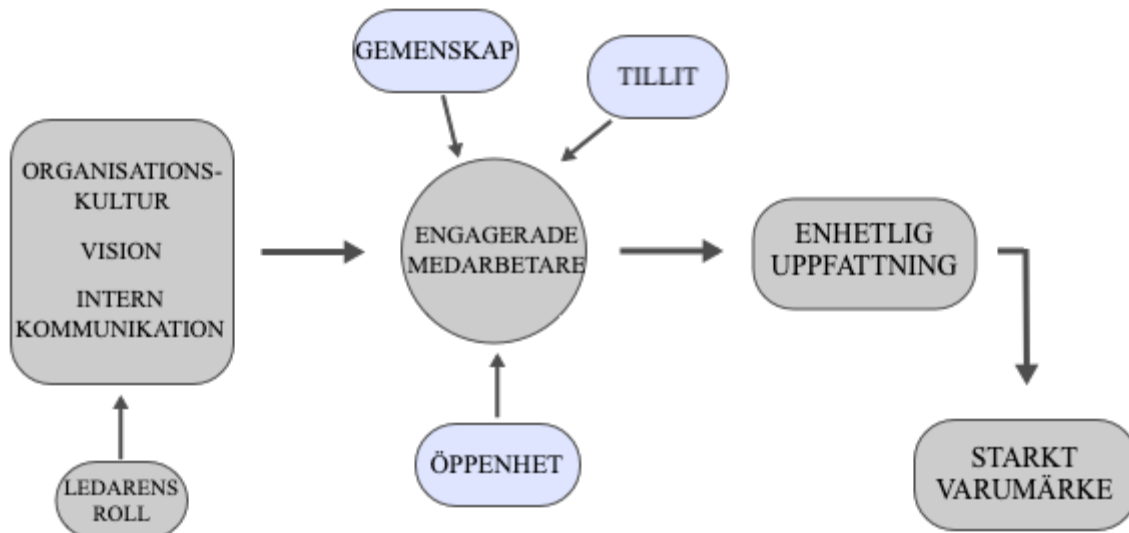 GEMENSKAP
TILLIT
ORGANISATIONS-
KULTUR
VISION
INTERN
KOMMUNIKATION
ENGAGERADE
MEDARBETARE
ENHETLIG
UPPFATTNING
LEDARENS
ROLL
ÖPPENHET
STARKT
VARUMÄRKE